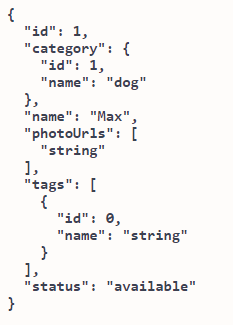 {
  "id": 1,
  "category": {
    "id": 1,
    "name": "dog"
  },
  "name": "Max",
  "photoUrls": [
    "string"
  ],
  "tags": [
    {
      "id": 0,
      "name": "string"
    }
  ],
  "status": "available"
}